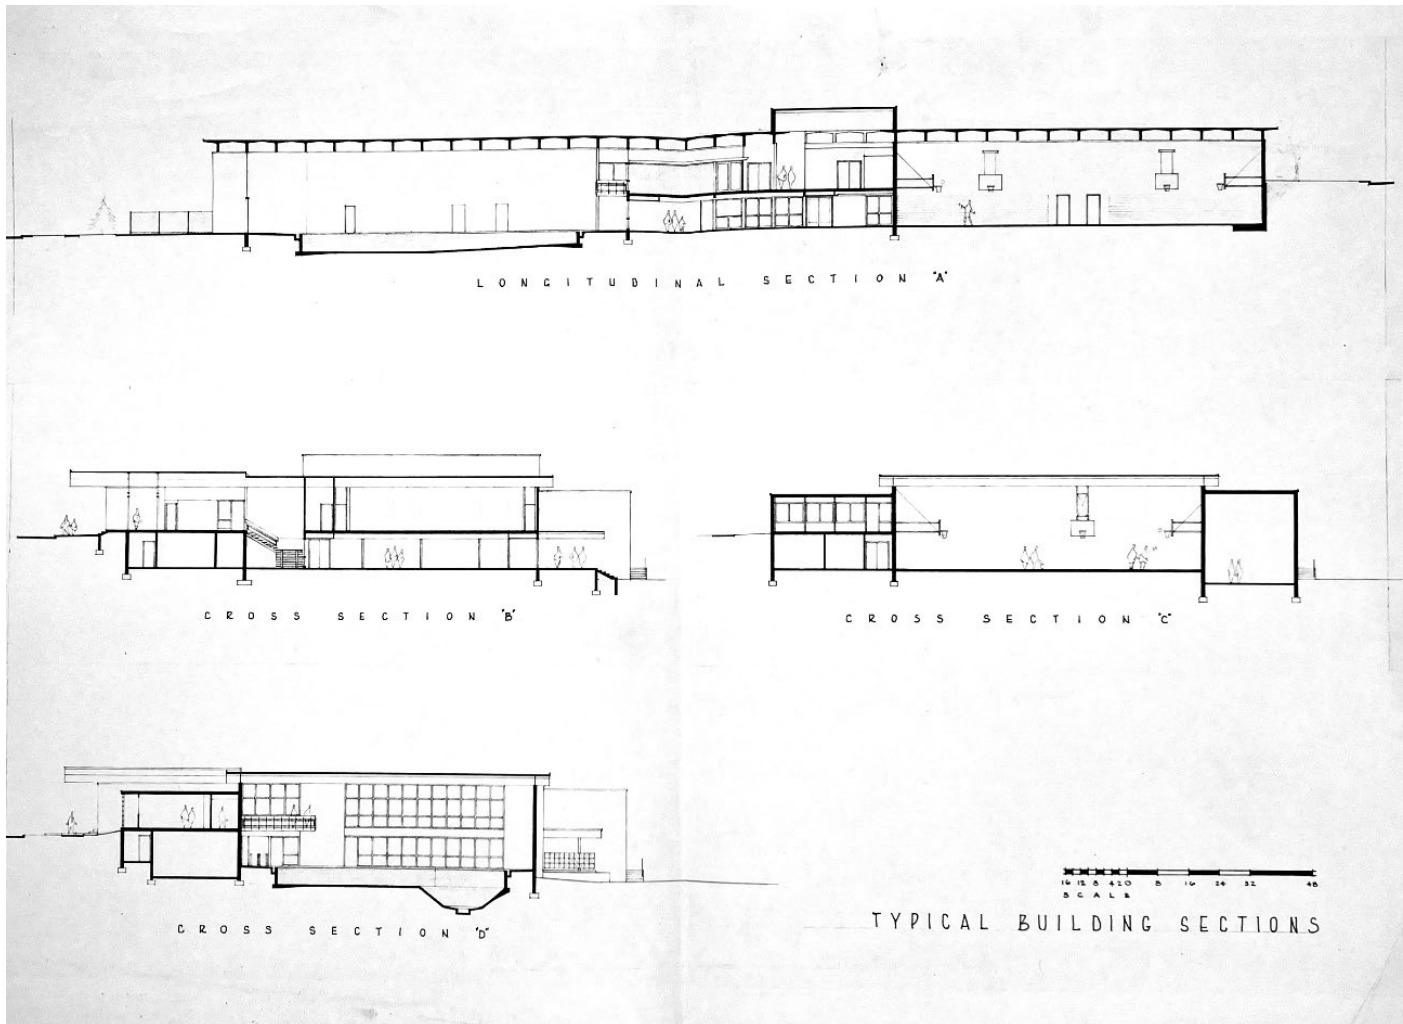 LONGITUDINAL SECTION "A"
CROSS SECTION "B"
CROSS SECTION "C"
CROSS SECTION "D"
16 12 8 4 2 0 8 16 24 32 48
SCALE
TYPICAL BUILDING SECTIONS